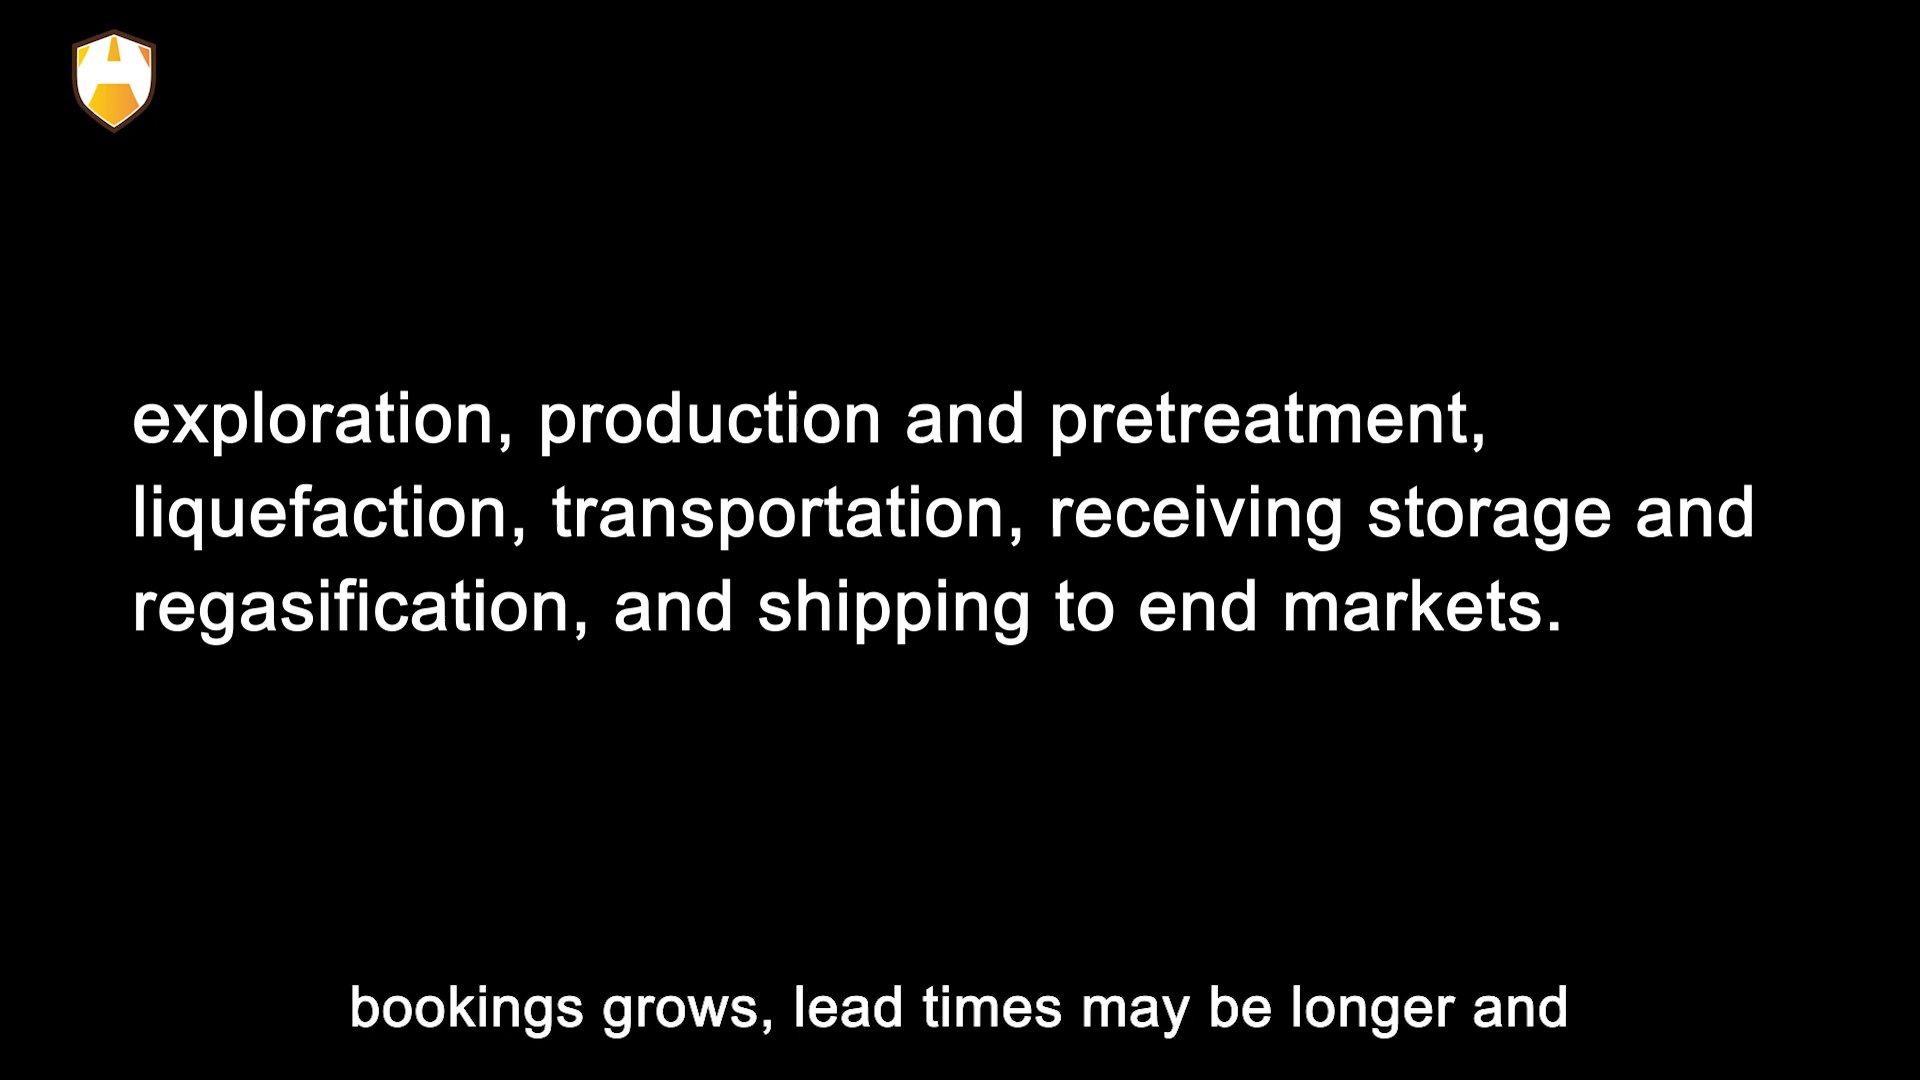 exploration, production and pretreatment,
liquefaction, transportation, receiving storage and
regasification, and shipping to end markets.
bookings grows, lead times may be longer and